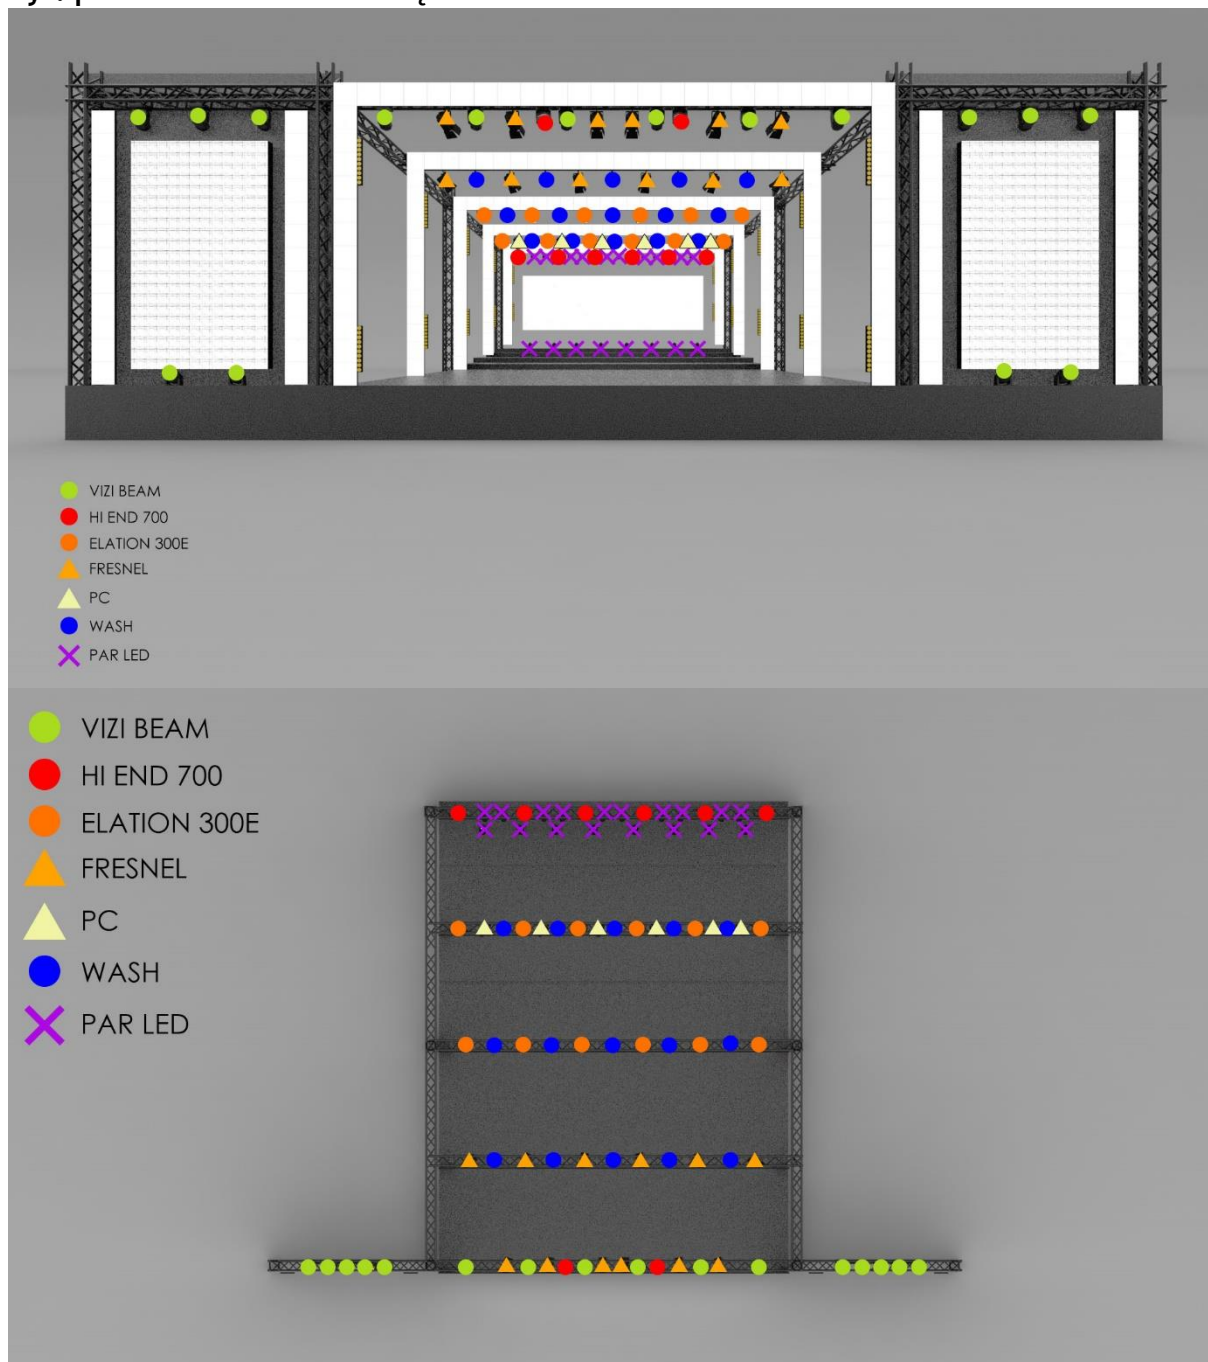 VIZI BEAM
HI END 700
ELATION 300E
FRESNEL
PC
WASH
PAR LED
VIZI BEAM
HI END 700
ELATION 300E
FRESNEL
PC
WASH
PAR LED